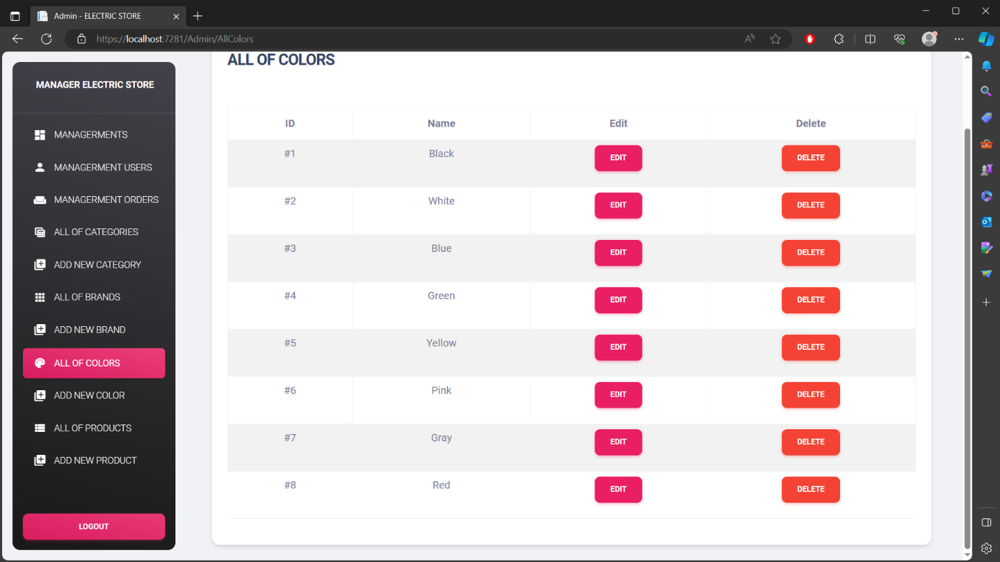 Admin - ELECTRIC STORE
https://localhost:7281/Admin/AllColors
MANAGER ELECTRIC STORE
MANAGERMENTS
MANAGERMENT USERS
MANAGERMENT ORDERS
ALL OF CATEGORIES
ADD NEW CATEGORY
ALL OF BRANDS
ADD NEW BRAND
ALL OF COLORS
ADD NEW COLOR
ALL OF PRODUCTS
ADD NEW PRODUCT
LOGOUT
ALL OF COLORS
ID Name Edit Delete
#1 Black EDIT DELETE
#2 White EDIT DELETE
#3 Blue EDIT DELETE
#4 Green EDIT DELETE
#5 Yellow EDIT DELETE
#6 Pink EDIT DELETE
#7 Gray EDIT DELETE
#8 Red EDIT DELETE